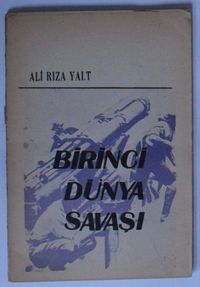 ALİ RIZA YALT
BİRİNCİ
DÜNYA
SAVAŞI